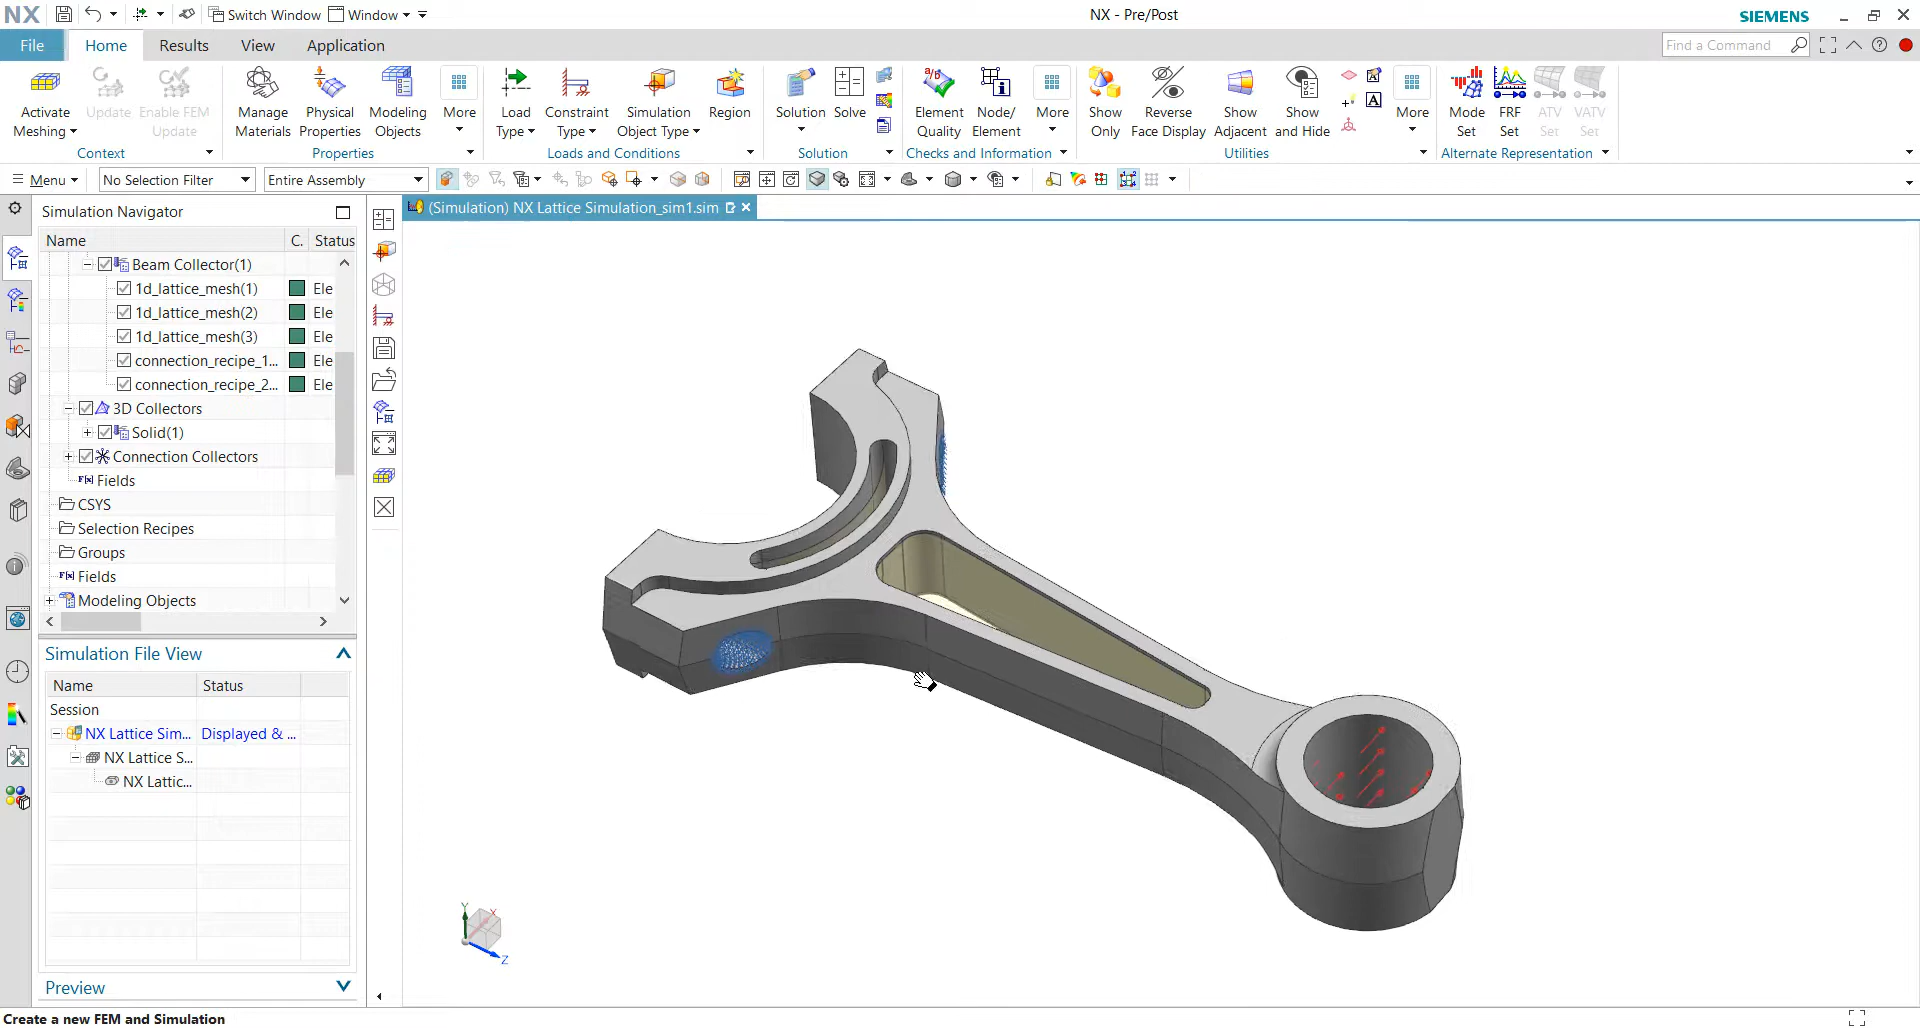 NX
Switch Window
Window
NX - Pre/Post
SIEMENS
File
Home
Results
View
Application
Find a Command
Activate
Meshing
Update
Enable FEM
Update
Manage
Materials
Physical
Properties
Modeling
Objects
More
Load
Type
Constraint
Type
Simulation
Object Type
Region
Solution
Solve
Element
Quality
Node/
Element
More
Show
Only
Reverse
Face Display
Show
Adjacent
Show
and Hide
More
Mode
Set
FRF
Set
ATV
Set
VATV
Set
Context
Properties
Loads and Conditions
Solution
Checks and Information
Utilities
Alternate Representation
Menu
No Selection Filter
Entire Assembly
Simulation Navigator
(Simulation) NX Lattice Simulation_sim1.sim
Name
C.
Status
Beam Collector(1)
1d_lattice_mesh(1)
Ele
1d_lattice_mesh(2)
Ele
1d_lattice_mesh(3)
Ele
connection_recipe_1...
Ele
connection_recipe_2...
Ele
3D Collectors
Solid(1)
Connection Collectors
Fields
CSYS
Selection Recipes
Groups
Fields
Modeling Objects
Simulation File View
Name
Status
Session
NX Lattice Sim...
Displayed & ...
NX Lattice S...
NX Lattic...
Y
X
Z
Preview
Create a new FEM and Simulation